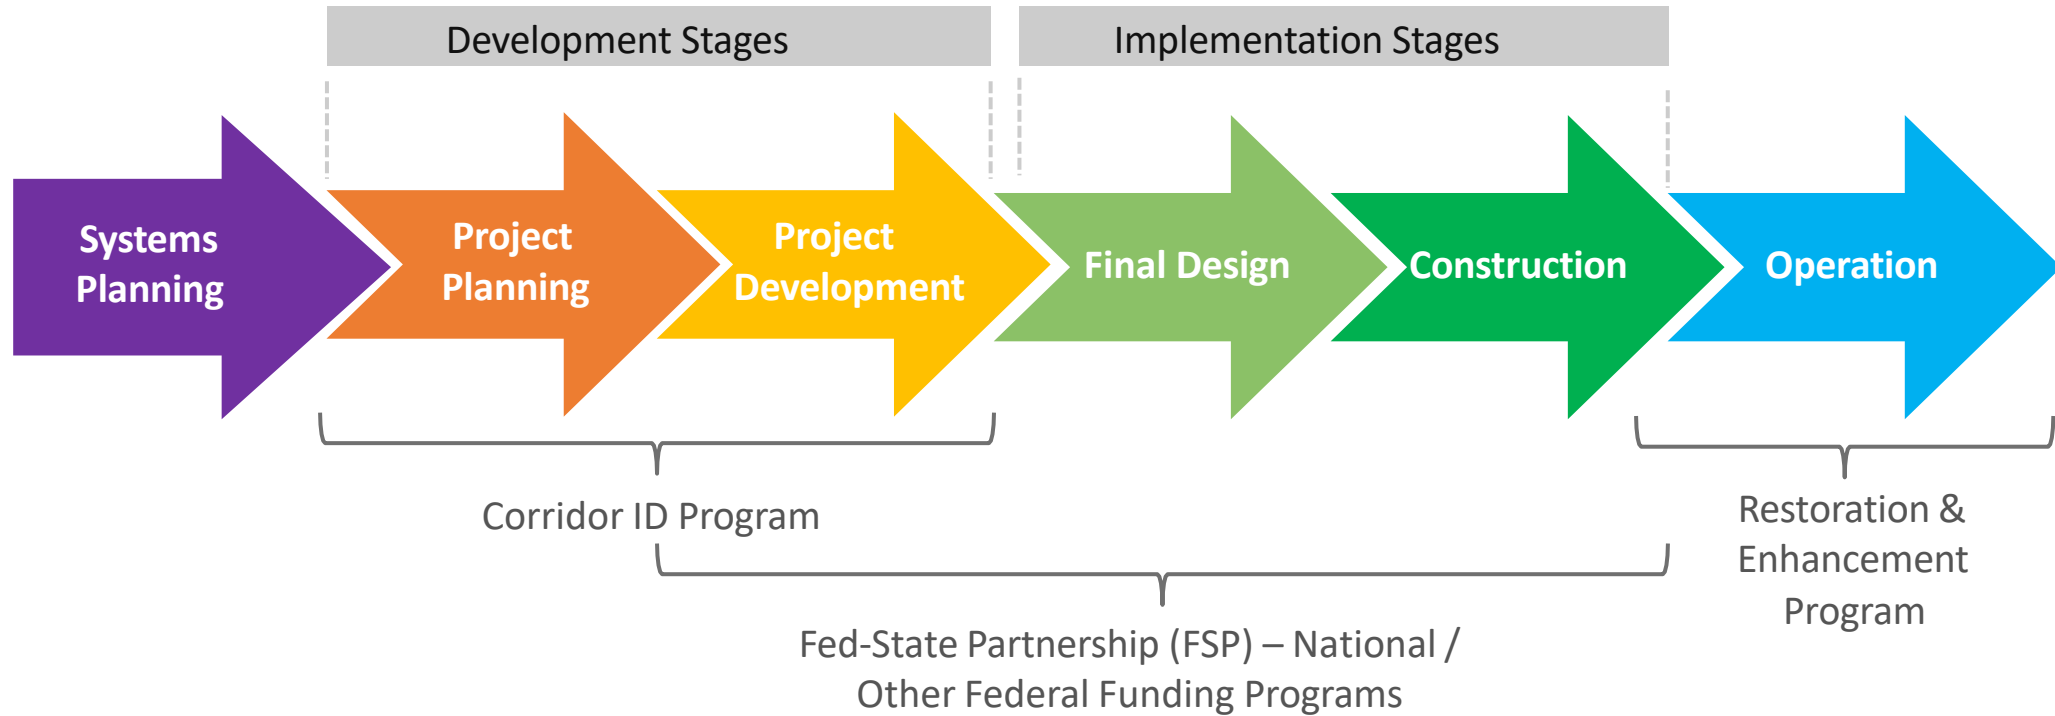 Development Stages
Implementation Stages
Systems
Planning
Project
Planning
Project
Development
Final Design
Construction
Operation
Corridor ID Program
Restoration &
Enhancement
Program
Fed-State Partnership (FSP) – National /
Other Federal Funding Programs